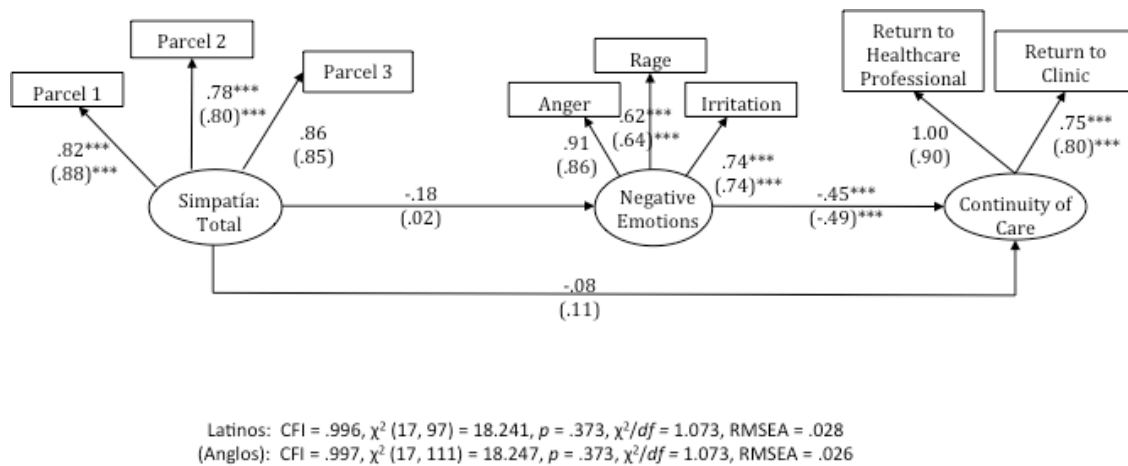 Parcel 1
Parcel 2
Parcel 3
.82***
(.88)***
.78***
(.80)***
.86
(.85)
Simpatía:
Total
Anger
Rage
Irritation
.91
(.86)
.62***
(.64)***
.74***
(.74)***
Negative
Emotions
Return to
Healthcare
Professional
Return to
Clinic
1.00
(.90)
.75***
(.80)***
Continuity of
Care
-.18
(.02)
-.45***
(-.49)***
-.08
(.11)
Latinos: CFI = .996, χ² (17, 97) = 18.241, p = .373, χ²/df = 1.073, RMSEA = .028
(Anglos): CFI = .997, χ² (17, 111) = 18.247, p = .373, χ²/df = 1.073, RMSEA = .026